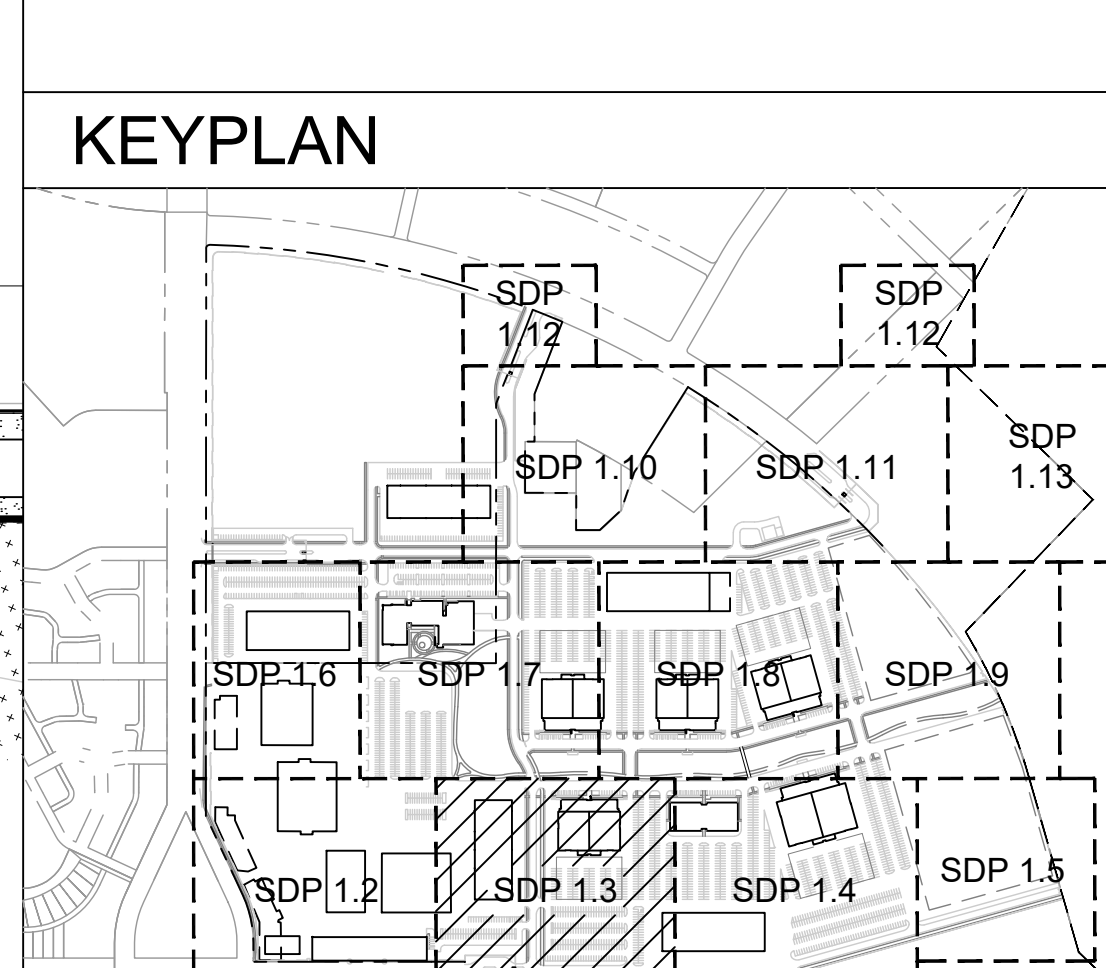 KEYPLAN
SDP
1.12
SDP
1.12
SDP
1.13
SDP 1.10
SDP 1.11
SDP 1.6
SDP 1.7
SDP 1.8
SDP 1.9
SDP 1.2
SDP 1.3
SDP 1.4
SDP 1.5